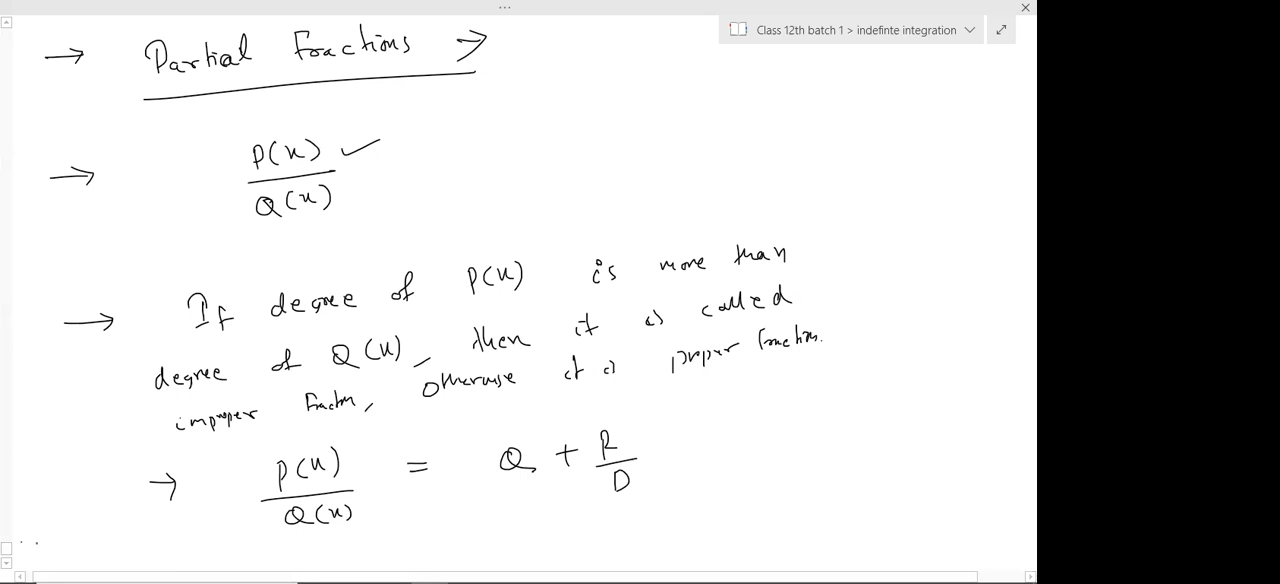 Class 12th batch 1 > indefinte integration
→ Partial Fractions →
→ P(x) ✓
Q(x)
→ If degree of P(x) is more than
degree of Q(x), then it is called
improper fraction, otherwise it is proper fraction.
→ P(x) / Q(x) = Q + R / D